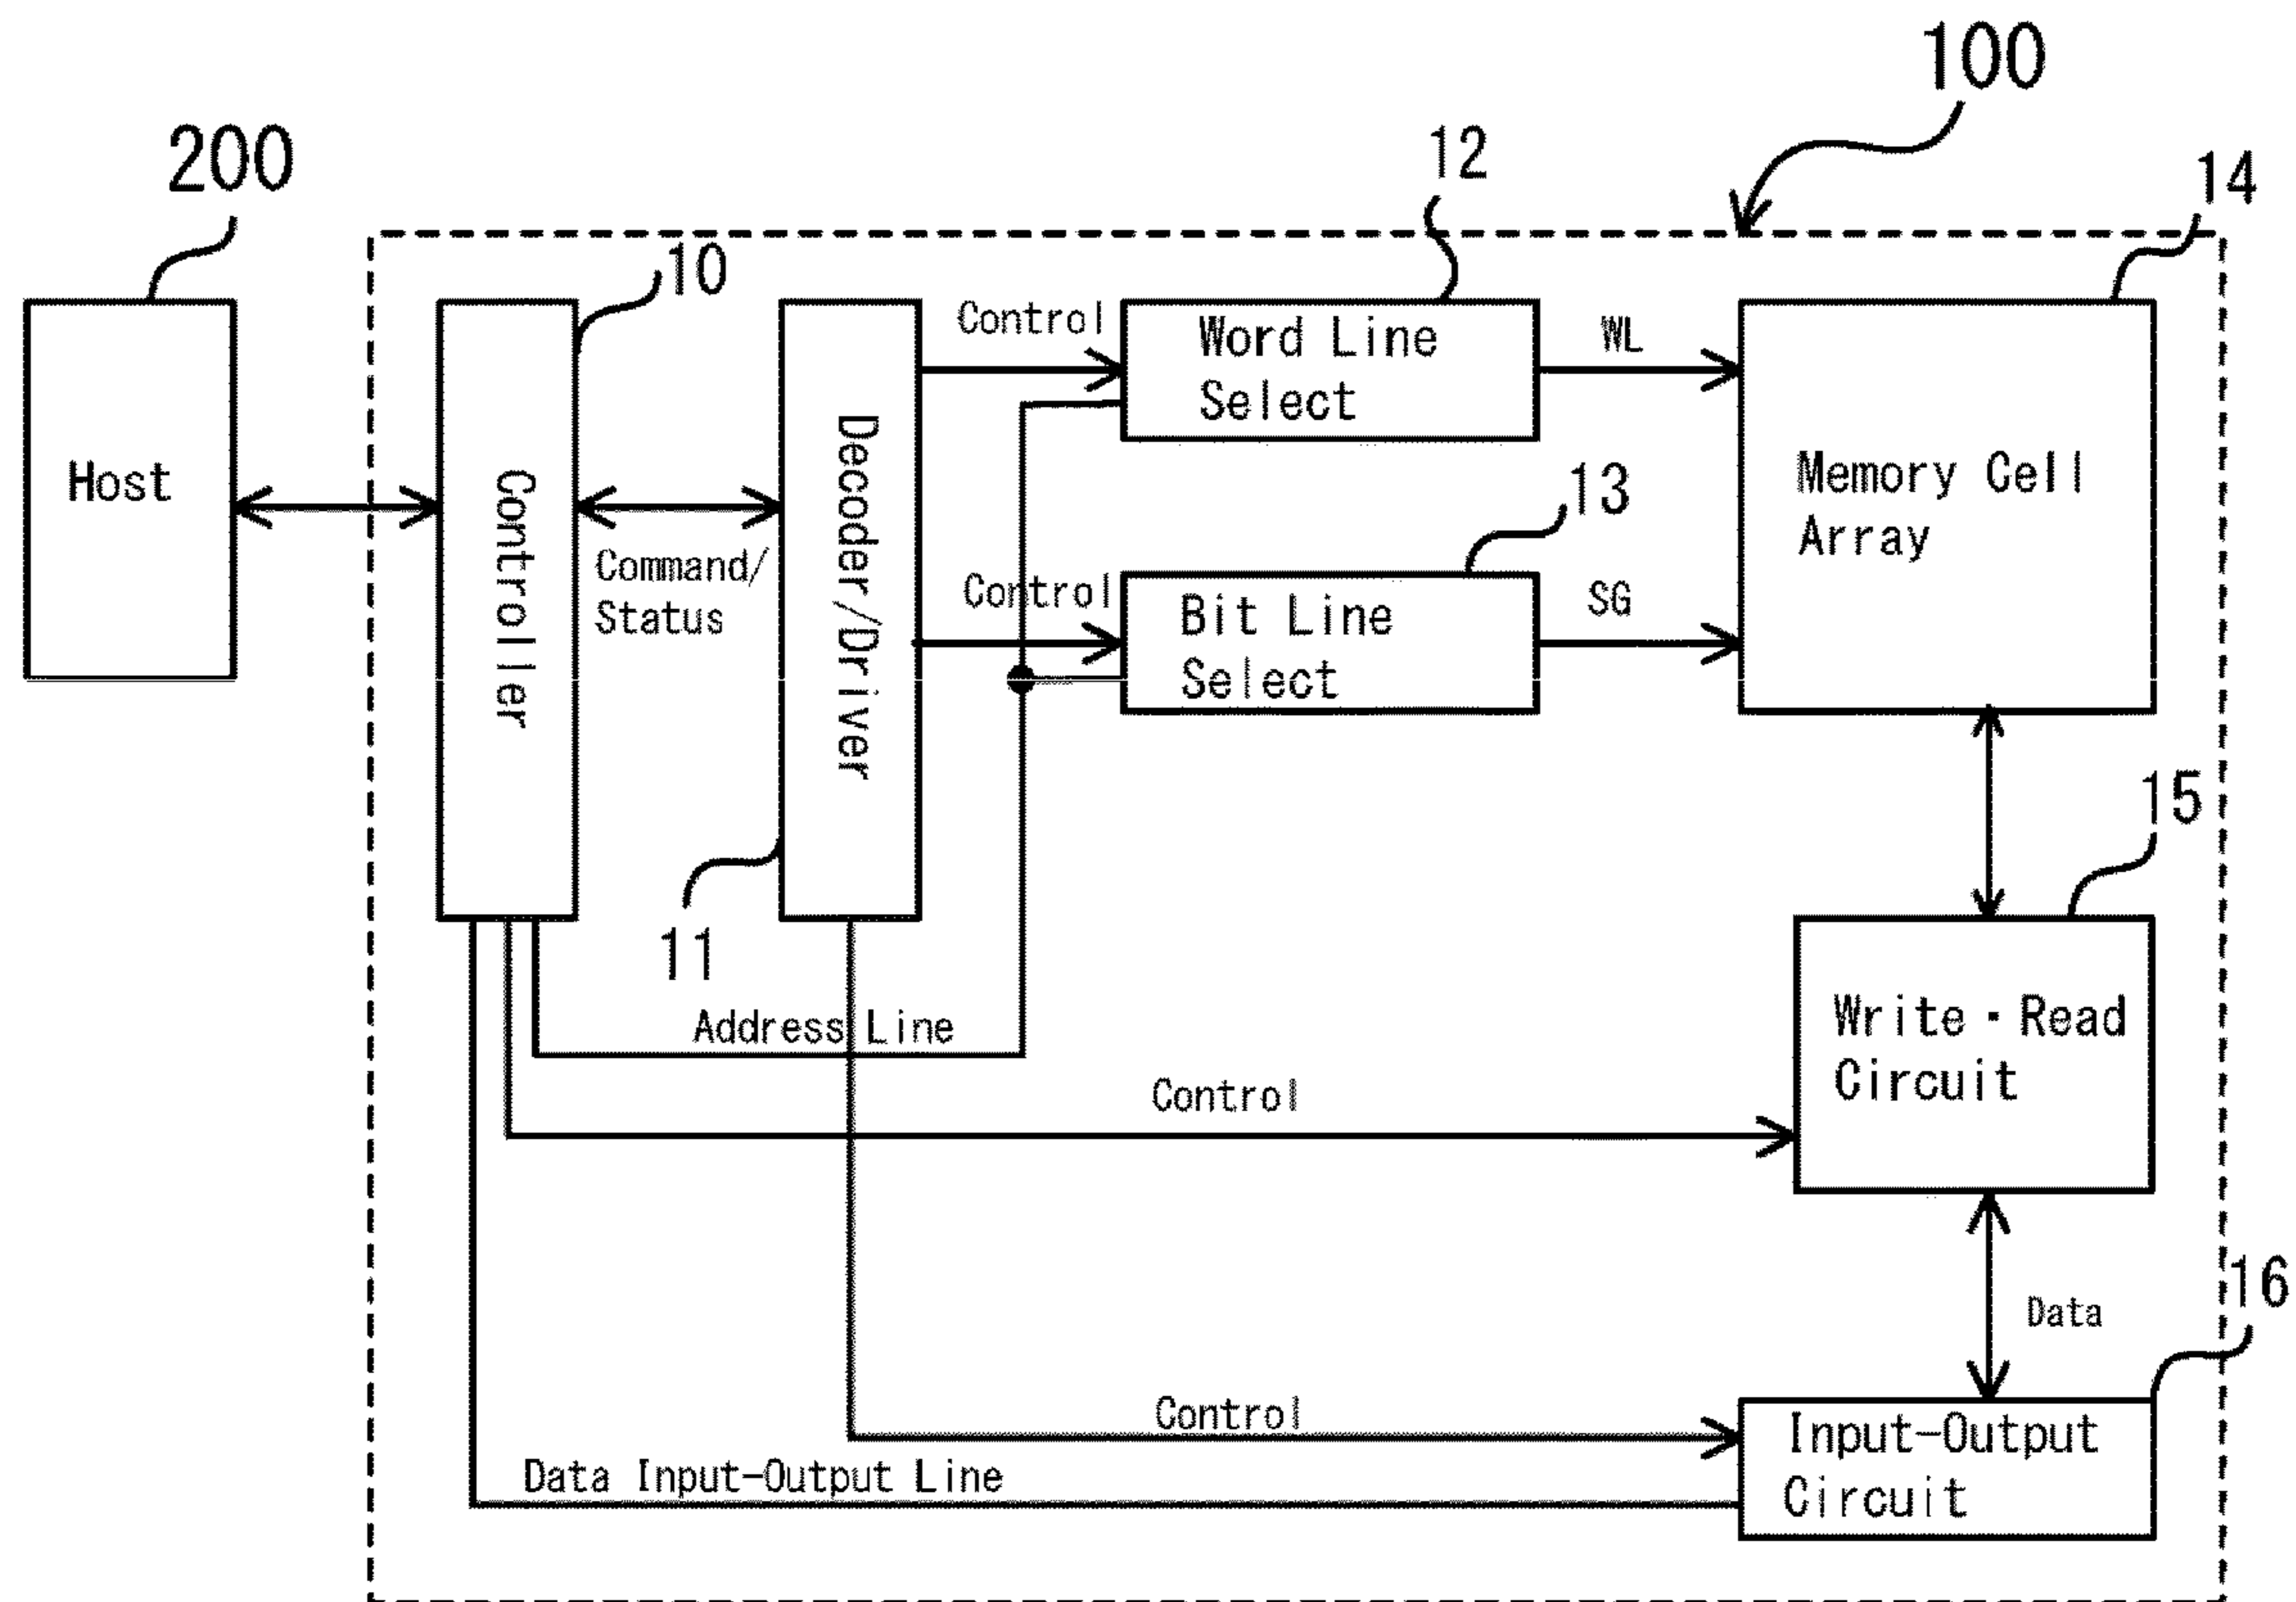 100
200
12
14
10
Control
Word Line
Select
WL
Host
Controller
Decoder/Driver
Memory Cell
Array
13
Command/
Status
Control
Bit Line
Select
SG
15
11
Address Line
Write・Read
Circuit
Control
16
Data
Control
Input-Output
Circuit
Data Input-Output Line